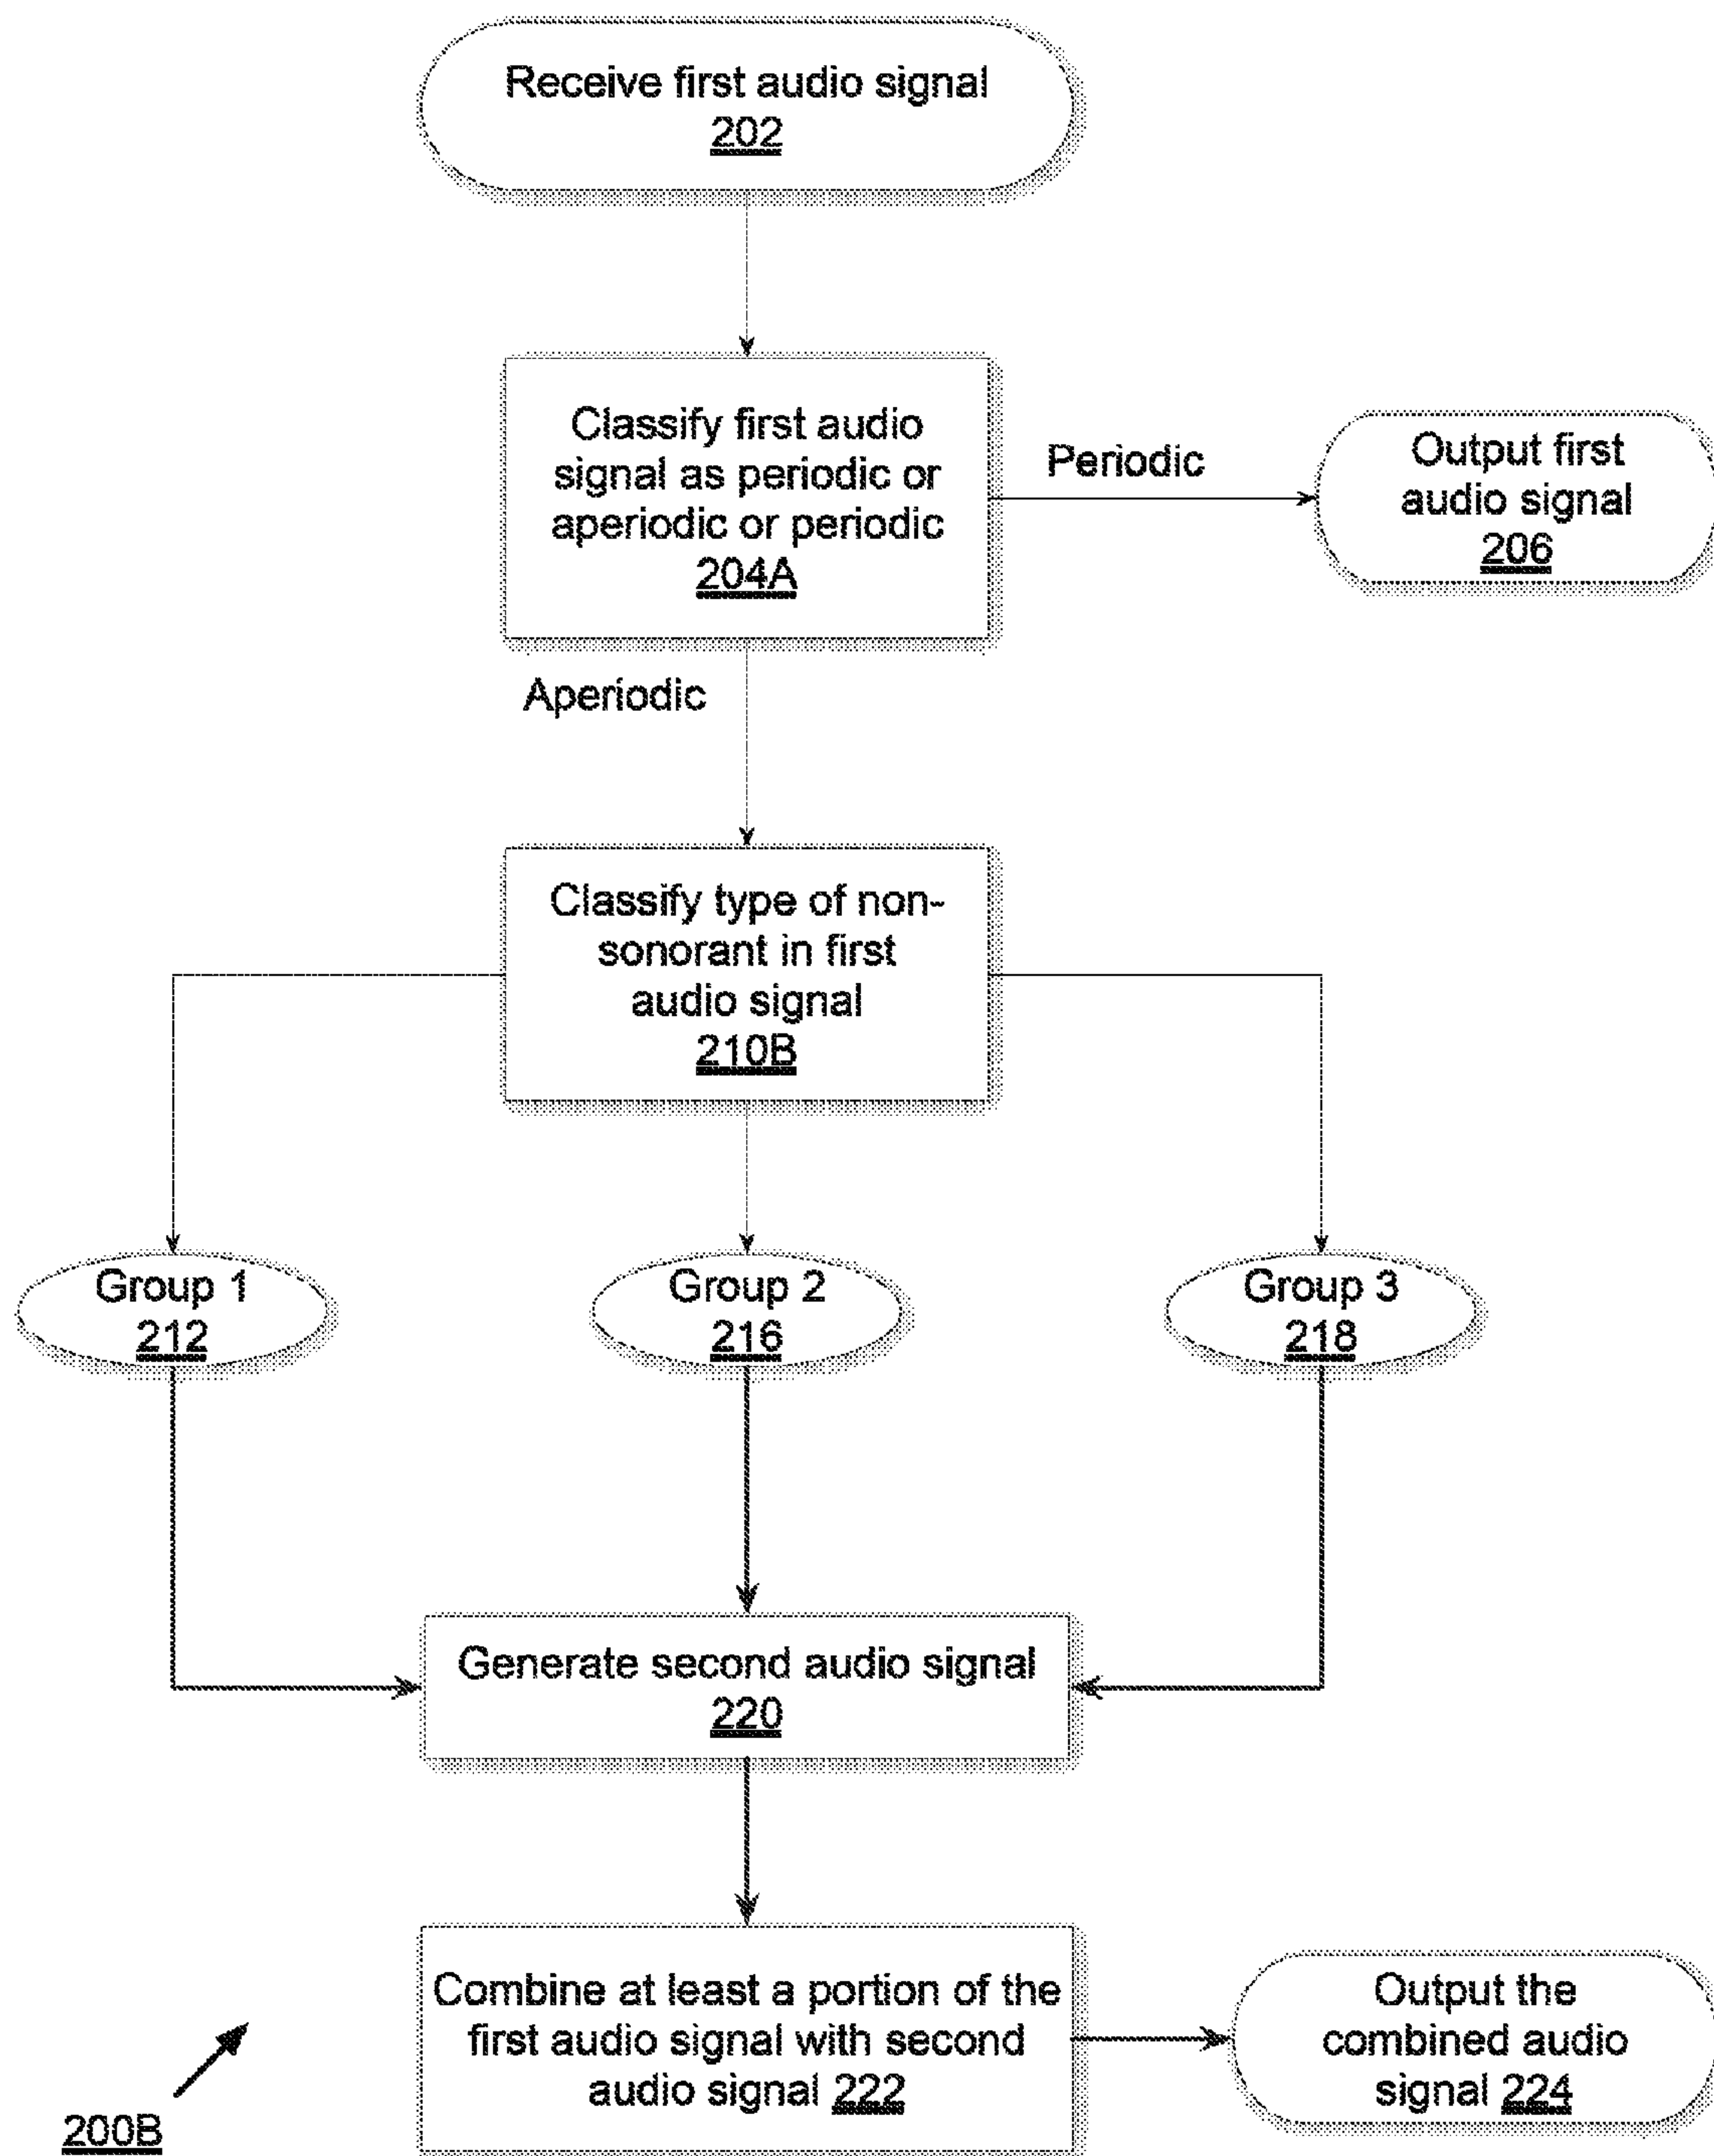 Receive first audio signal
202
Classify first audio
signal as periodic or
aperiodic or periodic
204A
Periodic
Output first
audio signal
206
Aperiodic
Classify type of non-
sonorant in first
audio signal
210B
Group 1
212
Group 2
216
Group 3
218
Generate second audio signal
220
Combine at least a portion of the
first audio signal with second
audio signal 222
Output the
combined audio
signal 224
200B